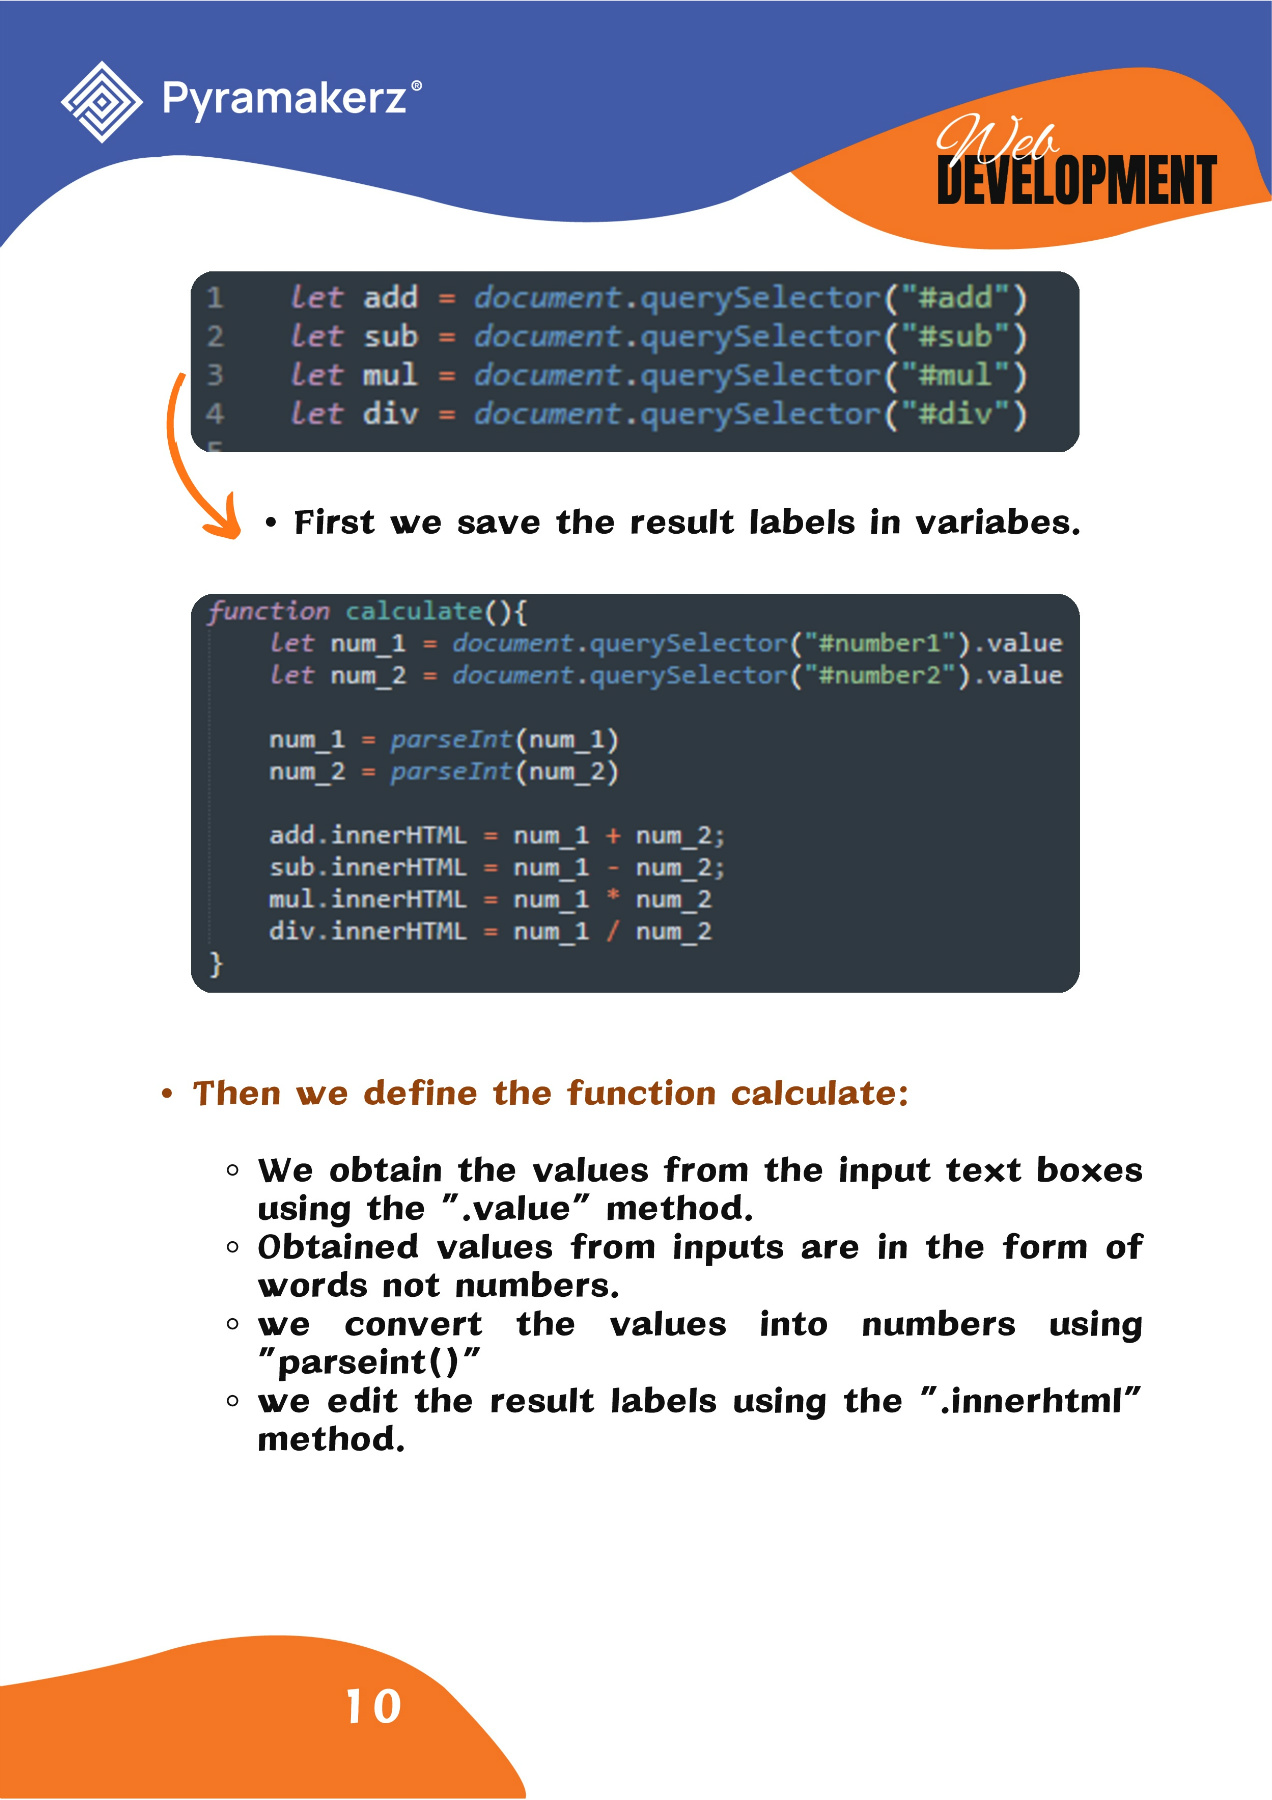 Pyramakerz®
Web
DEVELOPMENT
1 let add = document.querySelector("#add")
2 let sub = document.querySelector("#sub")
3 let mul = document.querySelector("#mul")
4 let div = document.querySelector("#div")
5
• First we save the result labels in variabes.
function calculate(){
let num_1 = document.querySelector("#number1").value
let num_2 = document.querySelector("#number2").value
num_1 = parseInt(num_1)
num_2 = parseInt(num_2)
add.innerHTML = num_1 + num_2;
sub.innerHTML = num_1 - num_2;
mul.innerHTML = num_1 * num_2
div.innerHTML = num_1 / num_2
}
• Then we define the function calculate:
◦ We obtain the values from the input text boxes
using the ".value" method.
◦ Obtained values from inputs are in the form of
words not numbers.
◦ we convert the values into numbers using
"parseint()"
◦ we edit the result labels using the ".innerhtml"
method.
10